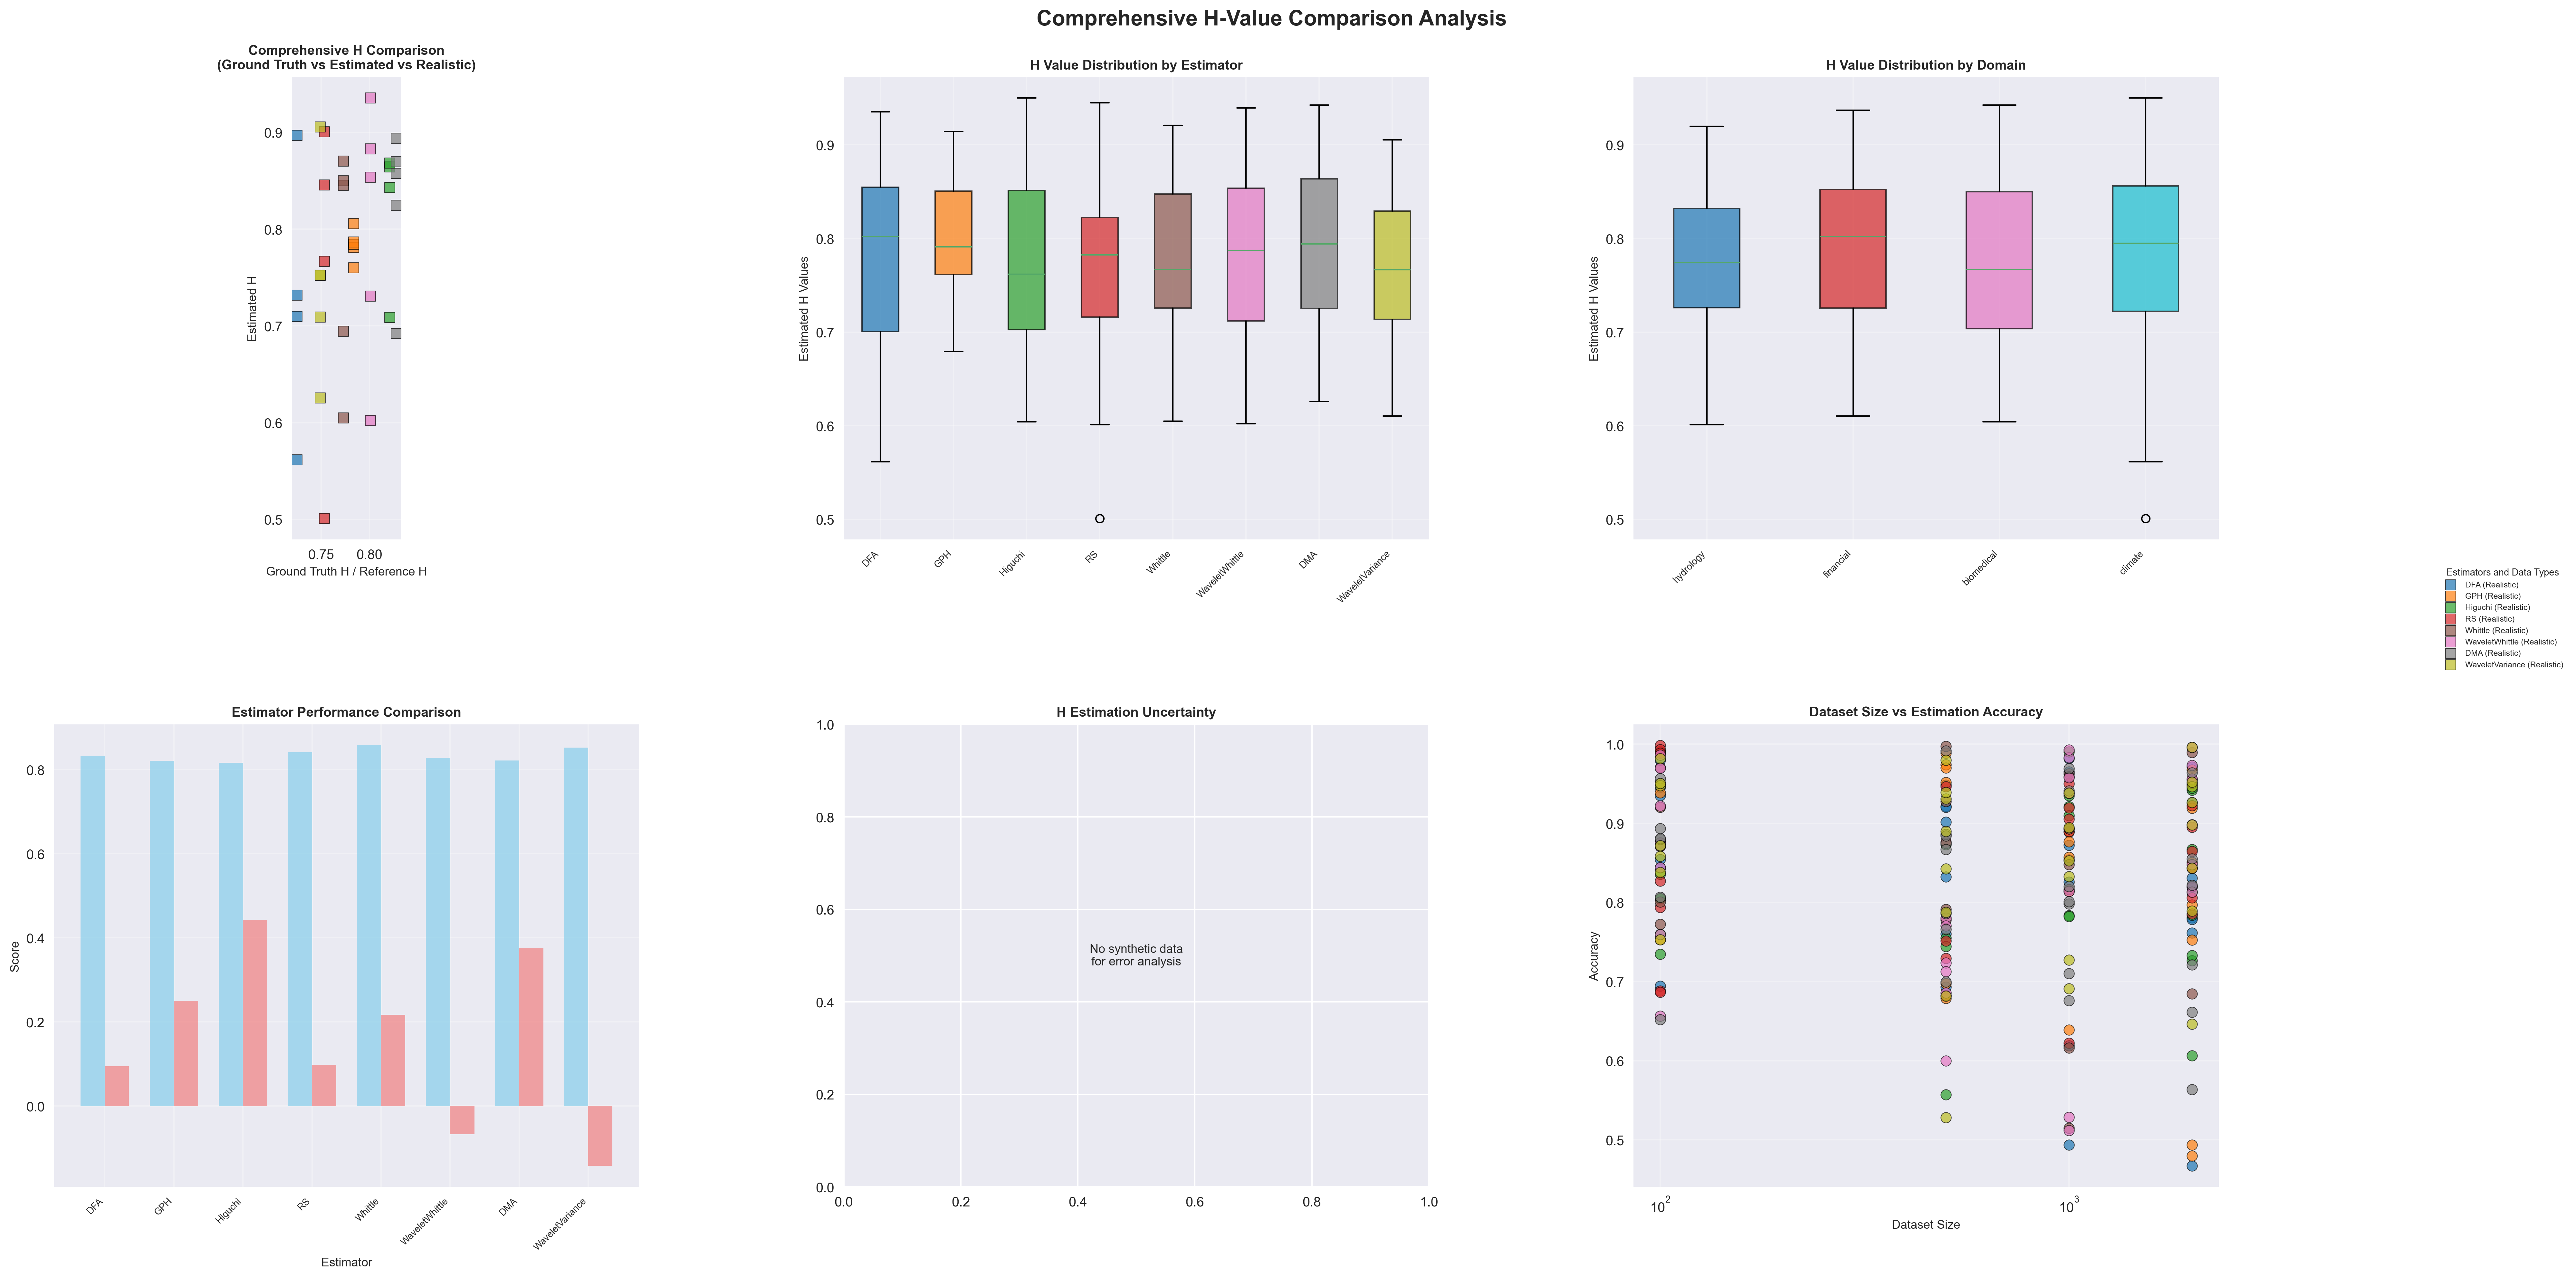 Comprehensive H-Value Comparison Analysis
Comprehensive H Comparison
(Ground Truth vs Estimated vs Realistic)
0.9
0.8
0.7
0.6
0.5
Estimated H
0.75 0.80
Ground Truth H / Reference H
H Value Distribution by Estimator
0.9
0.8
0.7
0.6
0.5
Estimated H Values
DFA
GPH
Higuchi
RS
Whittle
WaveletWhittle
DMA
WaveletVariance
H Value Distribution by Domain
0.9
0.8
0.7
0.6
0.5
Estimated H Values
hydrology
financial
biomedical
climate
Estimators and Data Types
DFA (Realistic)
GPH (Realistic)
Higuchi (Realistic)
RS (Realistic)
Whittle (Realistic)
WaveletWhittle (Realistic)
DMA (Realistic)
WaveletVariance (Realistic)
Estimator Performance Comparison
0.8
0.6
0.4
0.2
0.0
Score
DFA
GPH
Higuchi
RS
Whittle
WaveletWhittle
DMA
WaveletVariance
Estimator
H Estimation Uncertainty
1.0
0.8
0.6
0.4
0.2
0.0
No synthetic data
for error analysis
0.0 0.2 0.4 0.6 0.8 1.0
Dataset Size vs Estimation Accuracy
1.0
0.9
0.8
0.7
0.6
0.5
Accuracy
10² 10³
Dataset Size